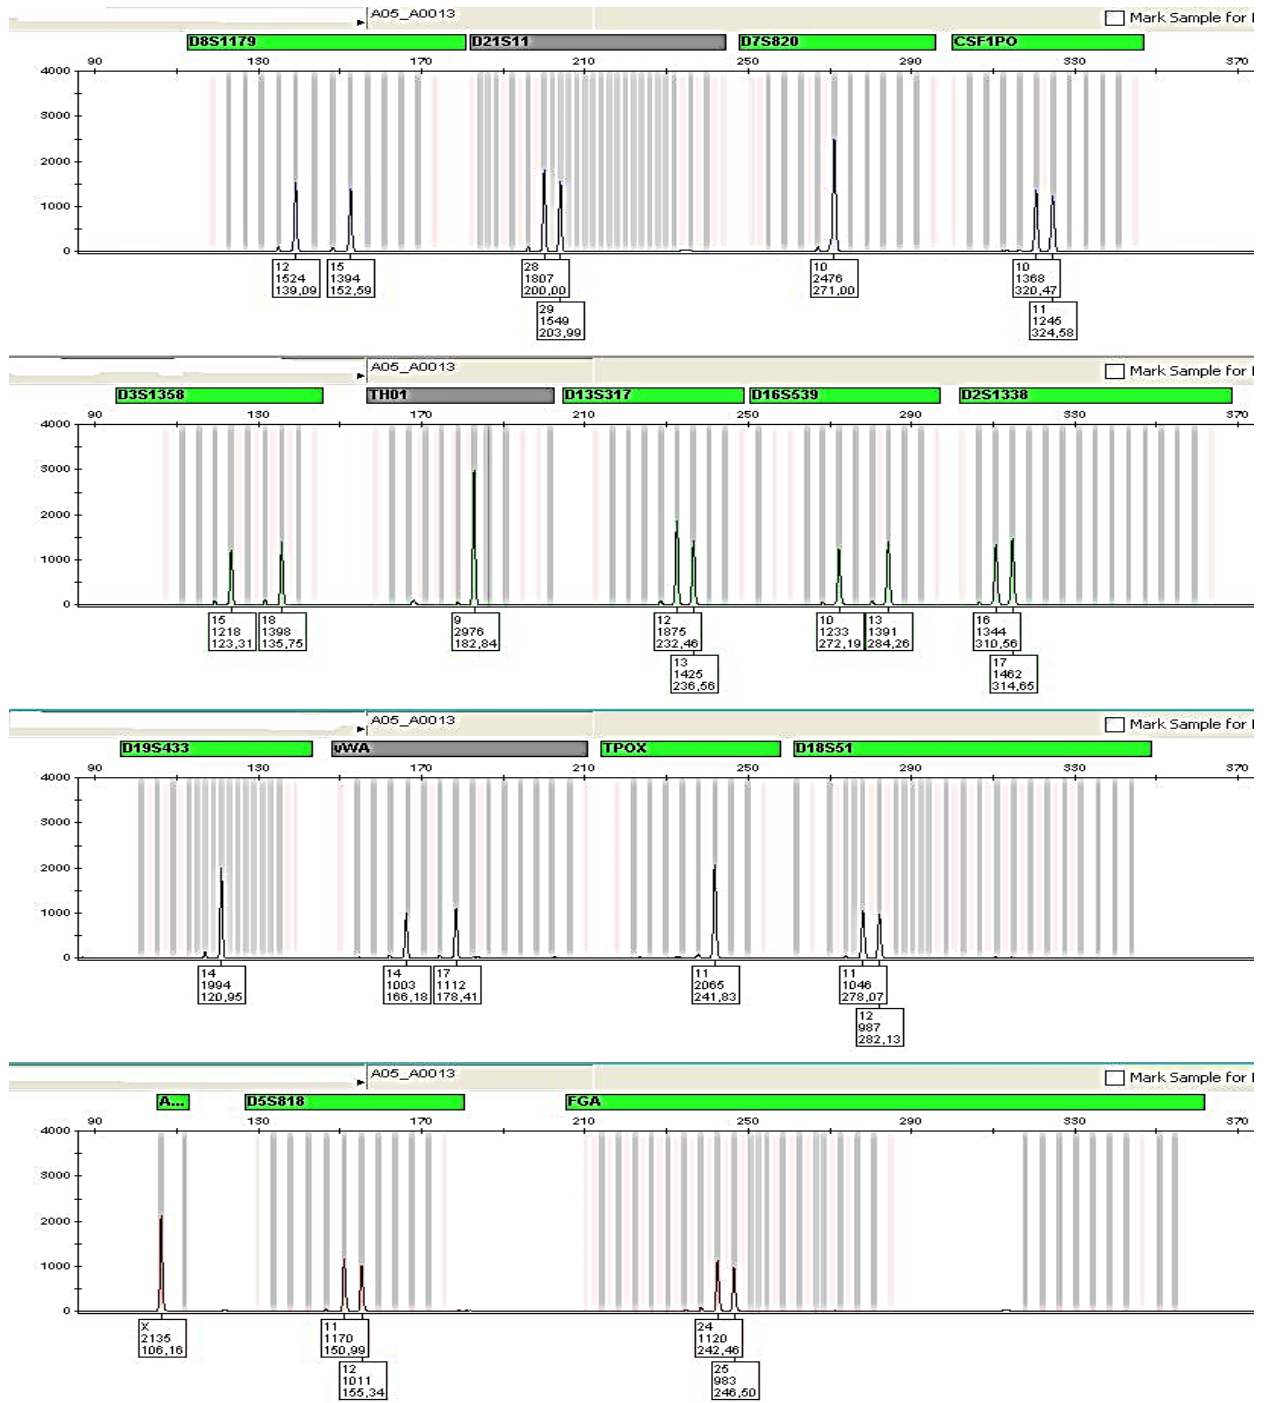 A05_A0013
Mark Sample for
D8S1179 D21S11 D7S820 CSF1PO
90 130 170 210 250 290 330 370
4000
3000
2000
1000
0
12 15 28 10 10
1524 1394 1807 2476 1368
139,09 152,59 200,00 271,00 320,47
29 11
1549 1245
203,99 324,58
A05_A0013
Mark Sample for
D3S1358 TH01 D13S317 D16S539 D2S1338
90 130 170 210 250 290 330 370
4000
3000
2000
1000
0
15 18 9 12 10 13 16
1218 1398 2976 1875 1233 1391 1344
123,31 135,75 182,84 232,46 272,19 284,26 310,56
13 17
1425 1462
236,56 314,65
A05_A0013
Mark Sample for
D19S433 vWA TPOX D18S51
90 130 170 210 250 290 330 370
4000
3000
2000
1000
0
14 14 17 11 11
1994 1003 1112 2065 1046
120,95 166,18 178,41 241,83 278,07
12
987
282,13
A05_A0013
Mark Sample for
A... D5S818 FGA
90 130 170 210 250 290 330 370
4000
3000
2000
1000
0
X 11 24
2135 1170 1120
106,16 150,99 242,46
12 25
1011 983
155,34 246,50